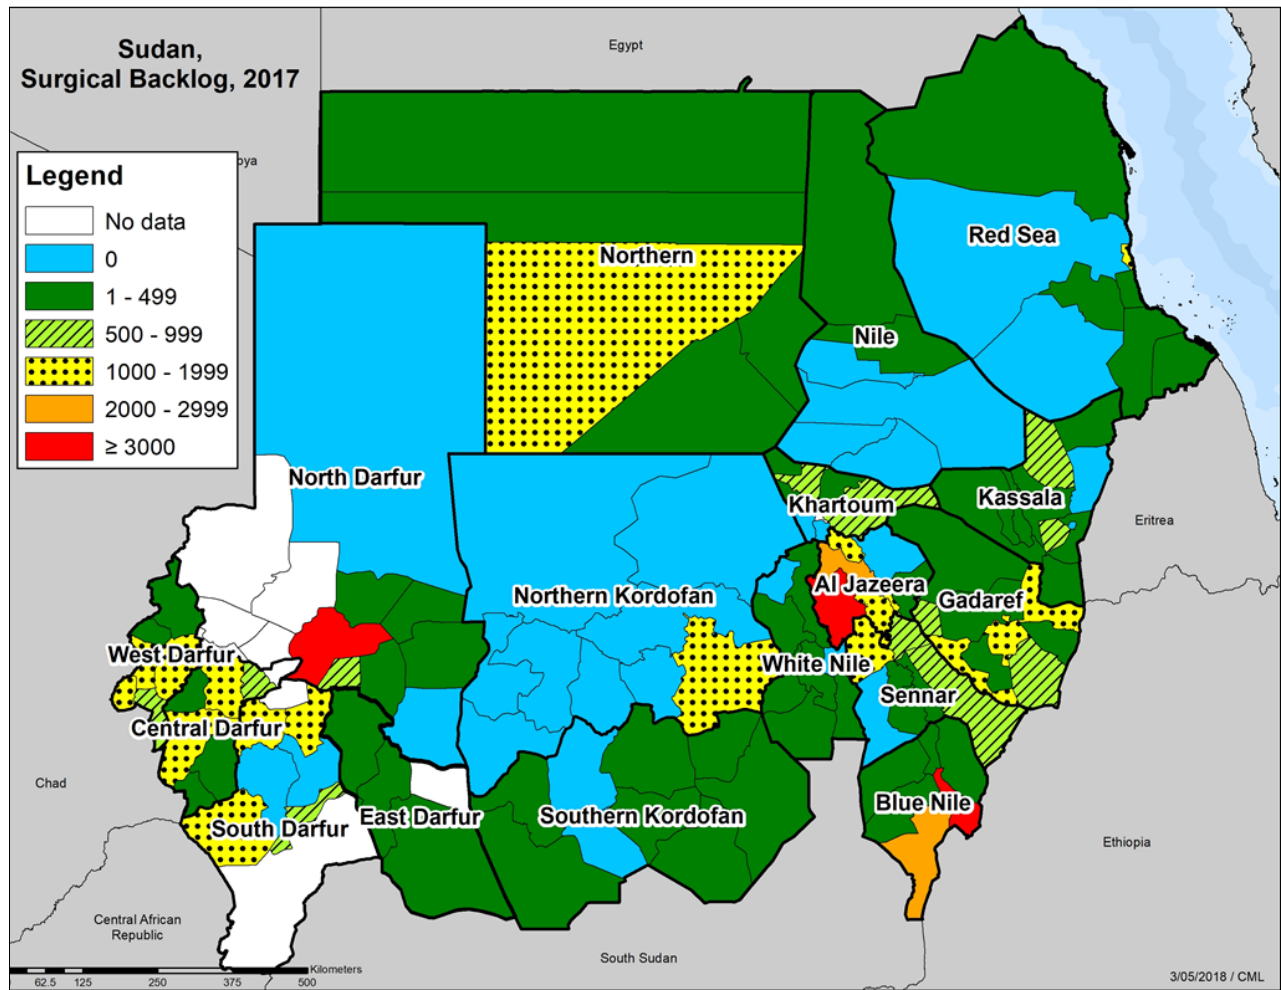 Sudan,
Surgical Backlog, 2017
Egypt
oya
Legend
No data
0
1 - 499
500 - 999
1000 - 1999
2000 - 2999
≥ 3000
Red Sea
Northern
Nile
North Darfur
Khartoum
Kassala
Eritrea
Al Jazeera
Northern Kordofan
Gadaref
West Darfur
White Nile
Sennar
Central Darfur
Chad
Blue Nile
Southern Kordofan
East Darfur
South Darfur
Ethiopia
Central African
Republic
South Sudan
Kilometers
62.5 125 250 375 500
3/05/2018 / CML